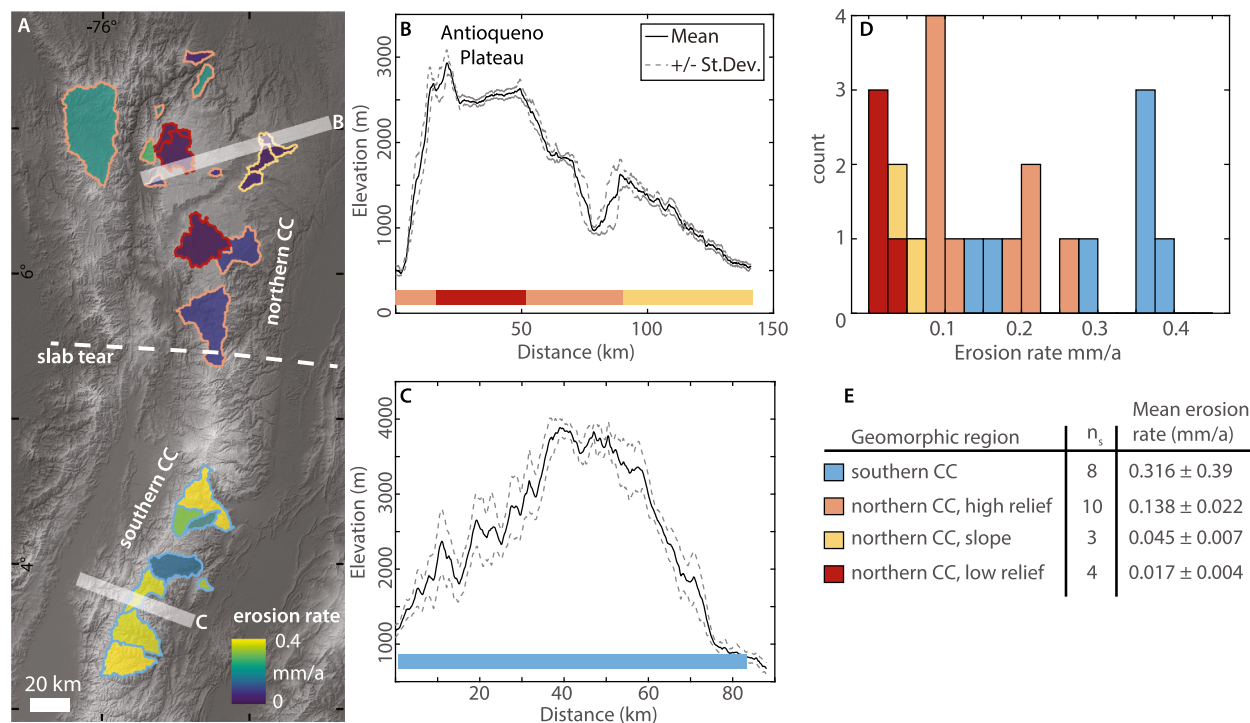 A
-76°
B
6°
northern CC
slab tear
southern CC
4°
C
erosion rate
0.4
mm/a
0
20 km
B
Antioqueno
Plateau
Mean
+/- St.Dev.
Elevation (m)
3000
2500
2000
1000
0
0
50
100
150
Distance (km)
C
Elevation (m)
4000
3000
2000
1000
20
40
60
80
Distance (km)
D
count
4
3
2
1
0
0.1
0.2
0.3
0.4
Erosion rate mm/a
E
Geomorphic region n_s Mean erosion
rate (mm/a)
southern CC 8 0.316 ± 0.39
northern CC, high relief 10 0.138 ± 0.022
northern CC, slope 3 0.045 ± 0.007
northern CC, low relief 4 0.017 ± 0.004